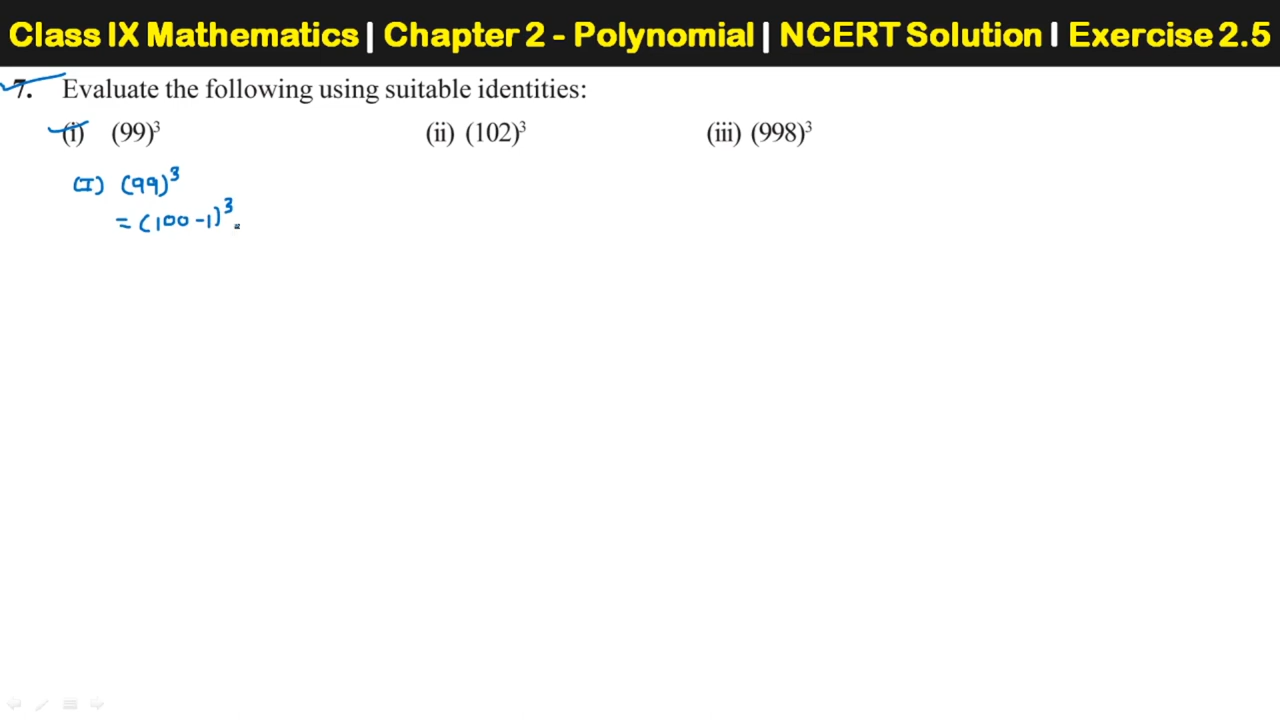 Class IX Mathematics | Chapter 2 - Polynomial | NCERT Solution | Exercise 2.5
7. Evaluate the following using suitable identities:
(i) (99)³ (ii) (102)³ (iii) (998)³
(I) (99)³
= (100 -1)³